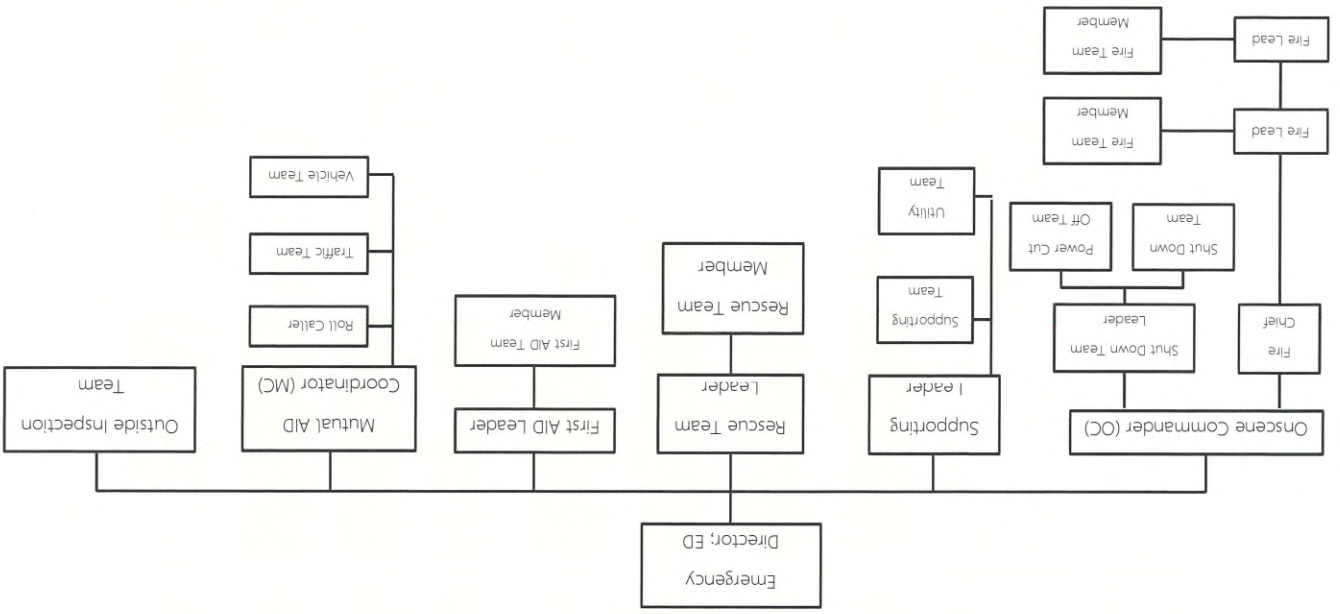 Emergency
Director; ED
Onscene Commander (OC)
Fire
Chief
Shut Down Team
Leader
Shut Down
Team
Power Cut
Off Team
Fire Lead
Fire Team
Member
Fire Lead
Fire Team
Member
Supporting
Leader
Supporting
Team
Utility
Team
Rescue Team
Leader
Rescue Team
Member
First AID Leader
First AID Team
Member
Mutual AID
Coordinator (MC)
Roll Caller
Traffic Team
Vehicle Team
Outside Inspection
Team